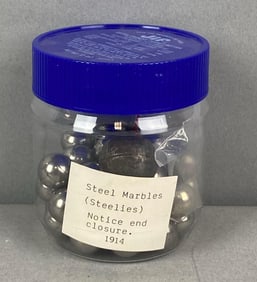 Steel Marbles
(Steelies)
Notice end
closure.
1914